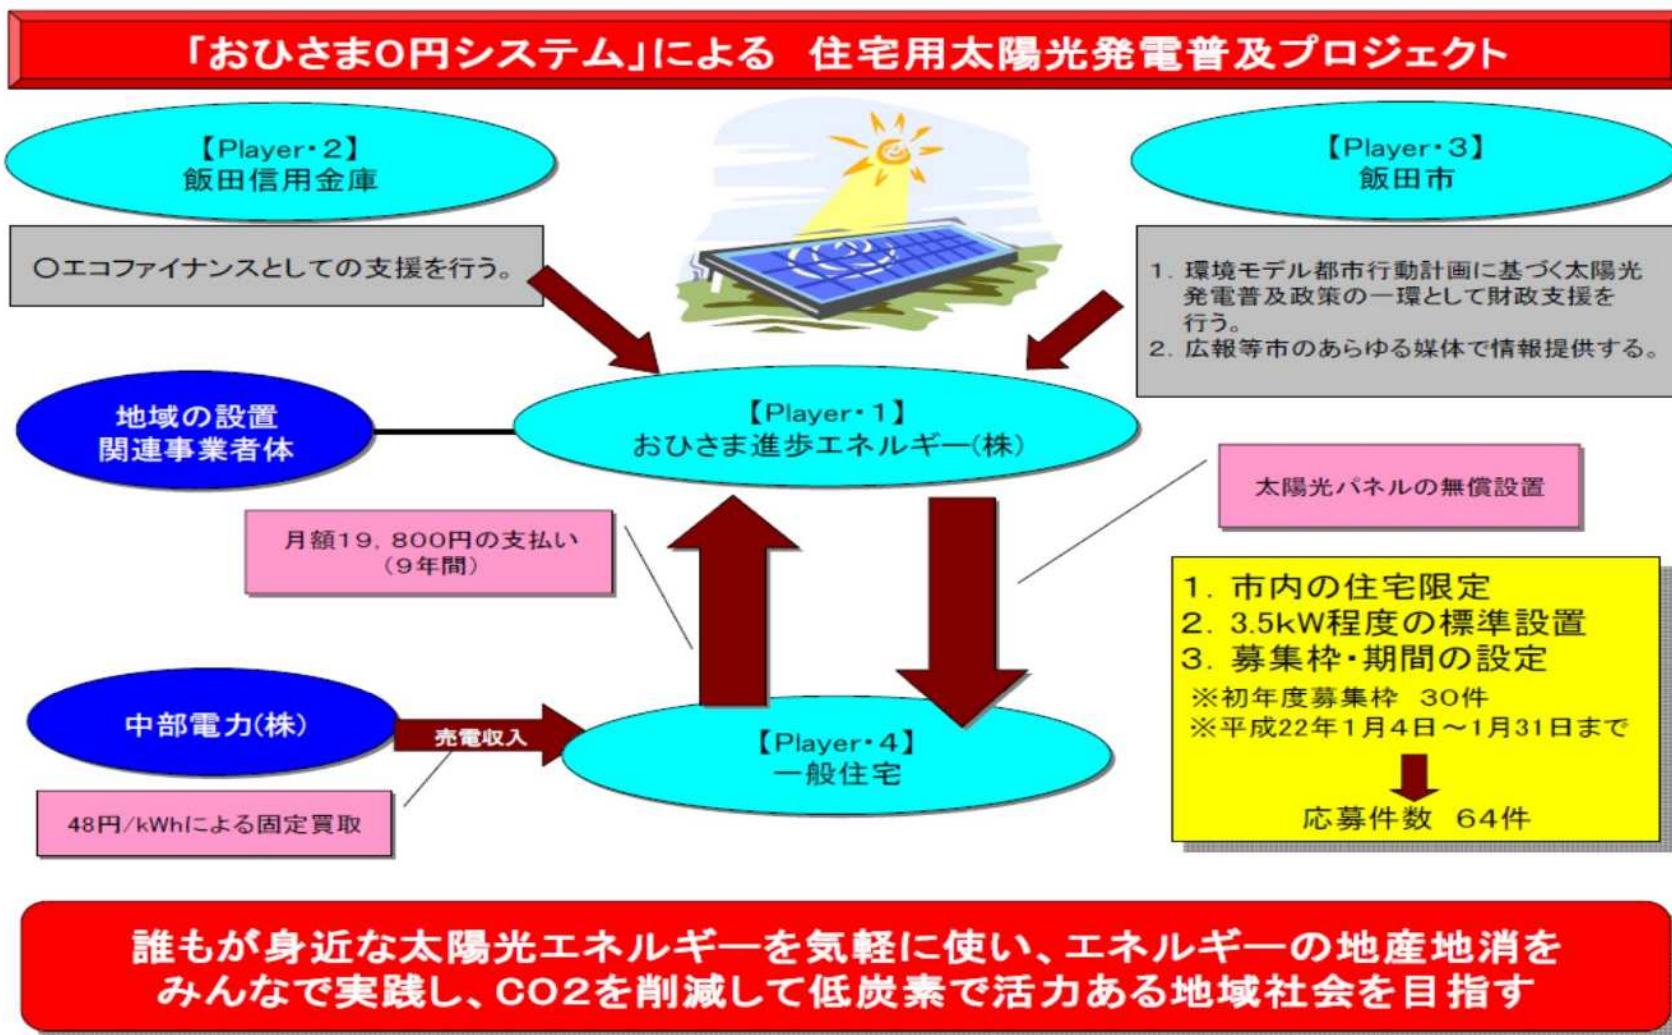 「おひさま0円システム」による 住宅用太陽光発電普及プロジェクト
【Player・2】
飯田信用金庫
【Player・3】
飯田市
〇エコファイナンスとしての支援を行う。
1. 環境モデル都市行動計画に基づく太陽光
発電普及政策の一環として財政支援を
行う。
2. 広報等市のあらゆる媒体で情報提供する。
地域の設置
関連事業者体
【Player・1】
おひさま進歩エネルギー(株)
太陽光パネルの無償設置
月額19,800円の支払い
(9年間)
1. 市内の住宅限定
2. 3.5kW程度の標準設置
3. 募集枠・期間の設定
※初年度募集枠 30件
※平成22年1月4日～1月31日まで
応募件数 64件
中部電力(株)
売電収入
【Player・4】
一般住宅
48円/kWhによる固定買取
誰もが身近な太陽光エネルギーを気軽に使い、エネルギーの地産地消を
みんなで実践し、CO2を削減して低炭素で活力ある地域社会を目指す